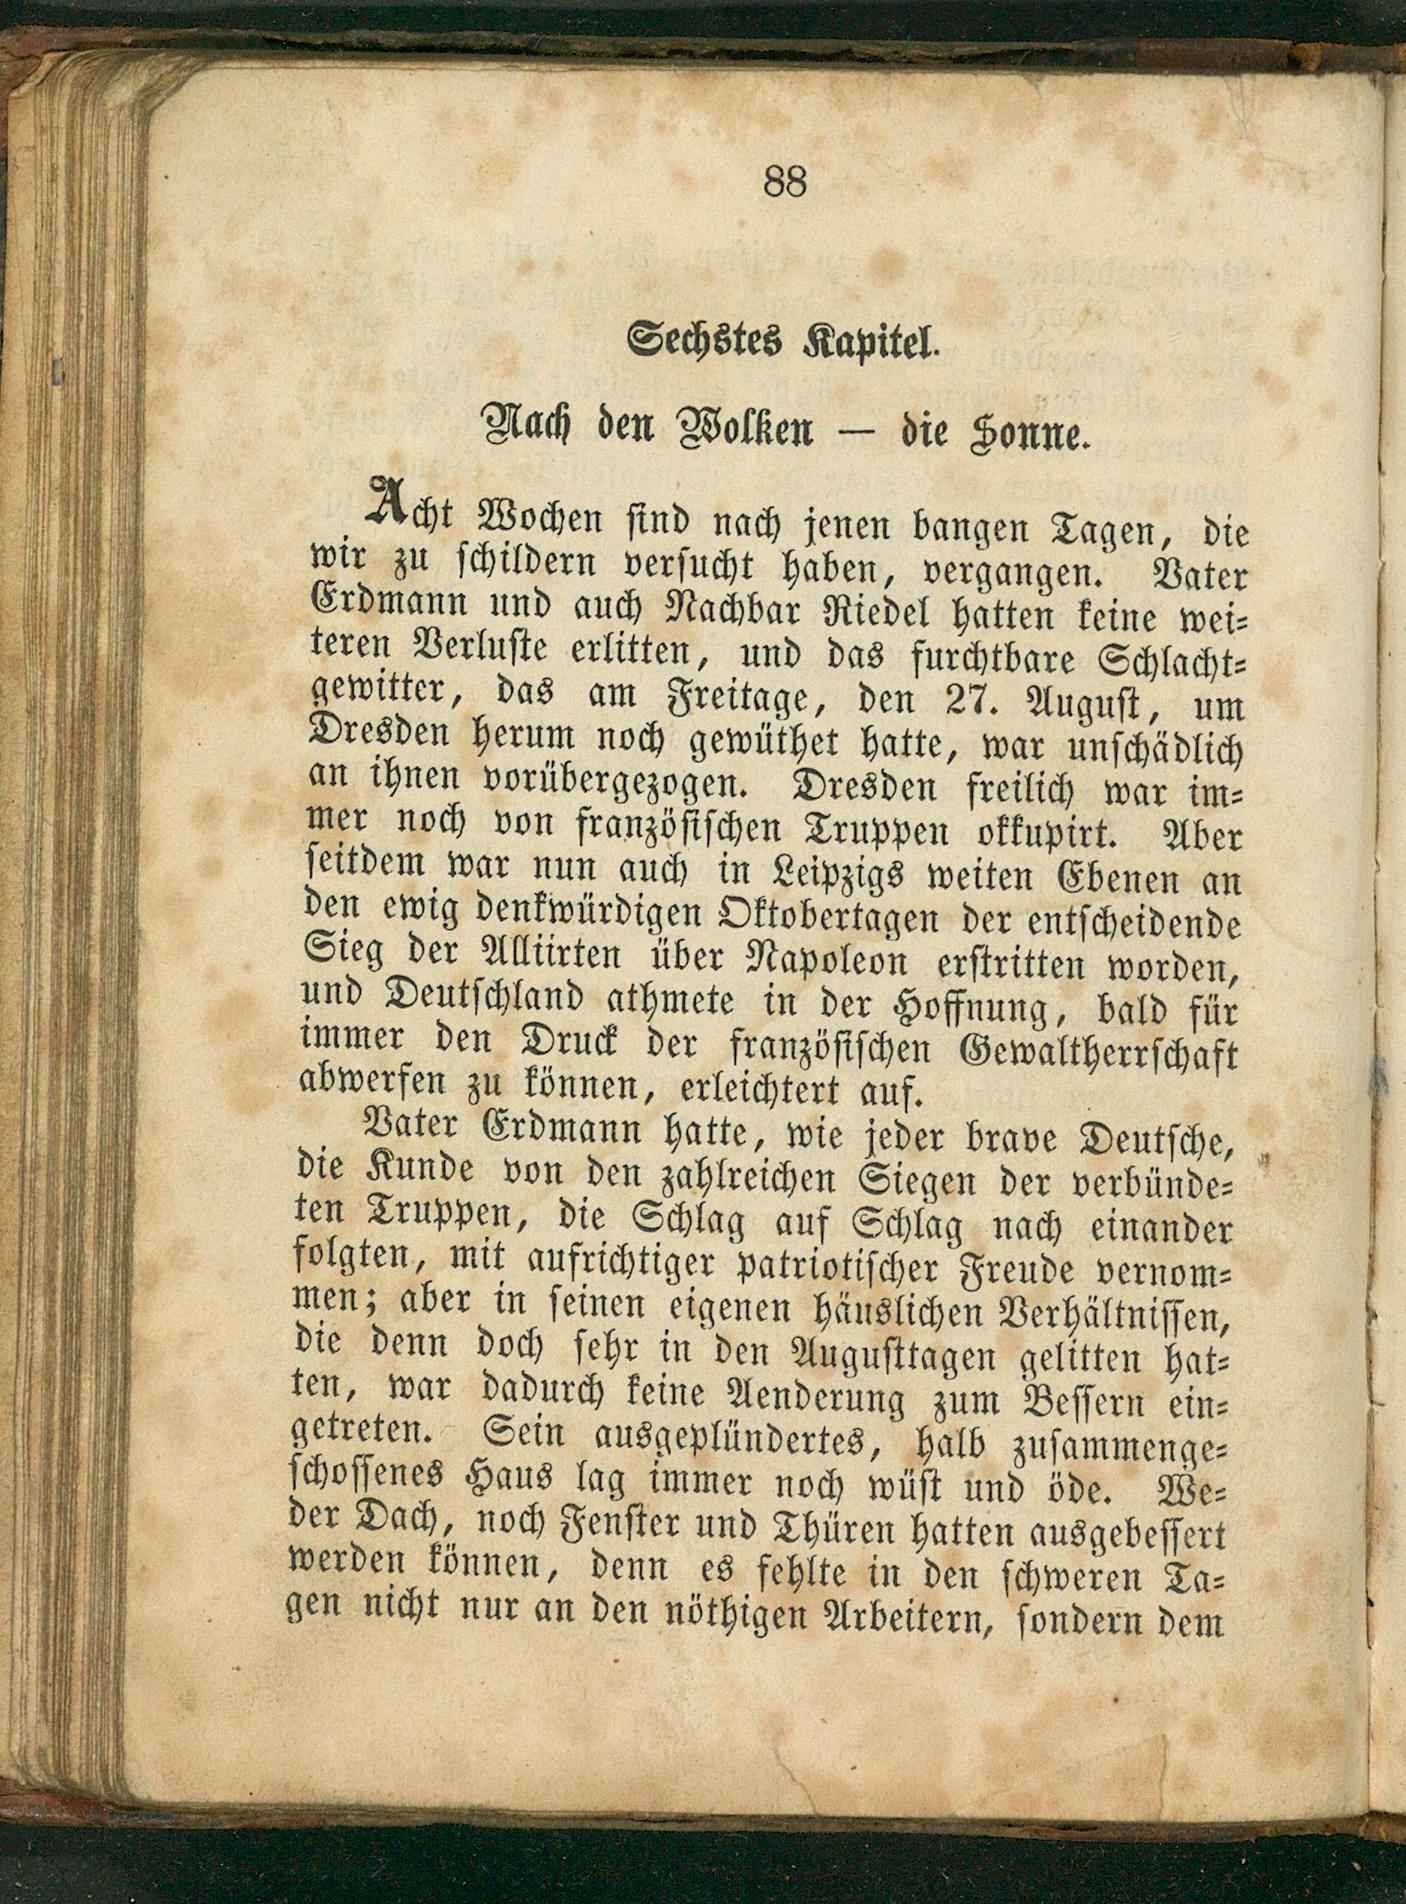 88
Sechstes Kapitel.
Nach den Wolken — die Sonne.
Acht Wochen sind nach jenen bangen Tagen, die
wir zu schildern versucht haben, vergangen. Vater
Erdmann und auch Nachbar Riedel hatten keine wei-
teren Verluste erlitten, und das furchtbare Schlacht-
gewitter, das am Freitage, den 27. August, um
Dresden herum noch gewüthet hatte, war unschädlich
an ihnen vorübergezogen. Dresden freilich war im-
mer noch von französischen Truppen okkupirt. Aber
seitdem war nun auch in Leipzigs weiten Ebenen an
den ewig denkwürdigen Oktobertagen der entscheidende
Sieg der Alliirten über Napoleon erstritten worden,
und Deutschland athmete in der Hoffnung, bald für
immer den Druck der französischen Gewaltherrschaft
abwerfen zu können, erleichtert auf.
Vater Erdmann hatte, wie jeder brave Deutsche,
die Kunde von den zahlreichen Siegen der verbünde-
ten Truppen, die Schlag auf Schlag nach einander
folgten, mit aufrichtiger patriotischer Freude vernom-
men; aber in seinen eigenen häuslichen Verhältnissen,
die denn doch sehr in den Augusttagen gelitten hat-
ten, war dadurch keine Aenderung zum Bessern ein-
getreten. Sein ausgeplündertes, halb zusammenge-
schossenes Haus lag immer noch wüst und öde. We-
der Dach, noch Fenster und Thüren hatten ausgebessert
werden können, denn es fehlte in den schweren Ta-
gen nicht nur an den nöthigen Arbeitern, sondern dem